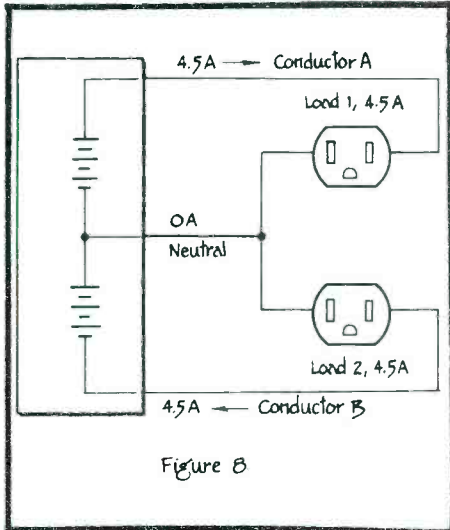 4.5A → Conductor A
Load 1, 4.5A
0A
Neutral
Load 2, 4.5A
4.5A ← Conductor B
Figure 8